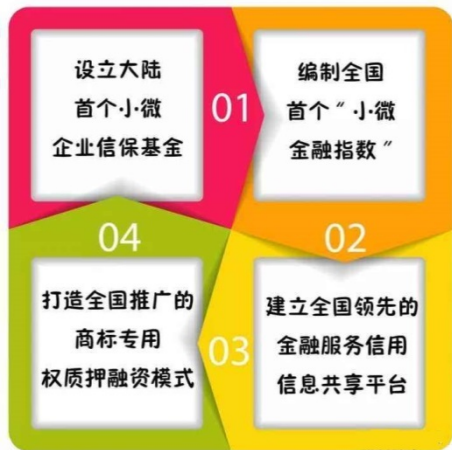 设立大陆
首个小微
企业信保基金
01
编制全国
首个“小微
金融指数”
02
建立全国领先的
金融服务信用
信息共享平台
03
打造全国推广的
商标专用
权质押融资模式
04